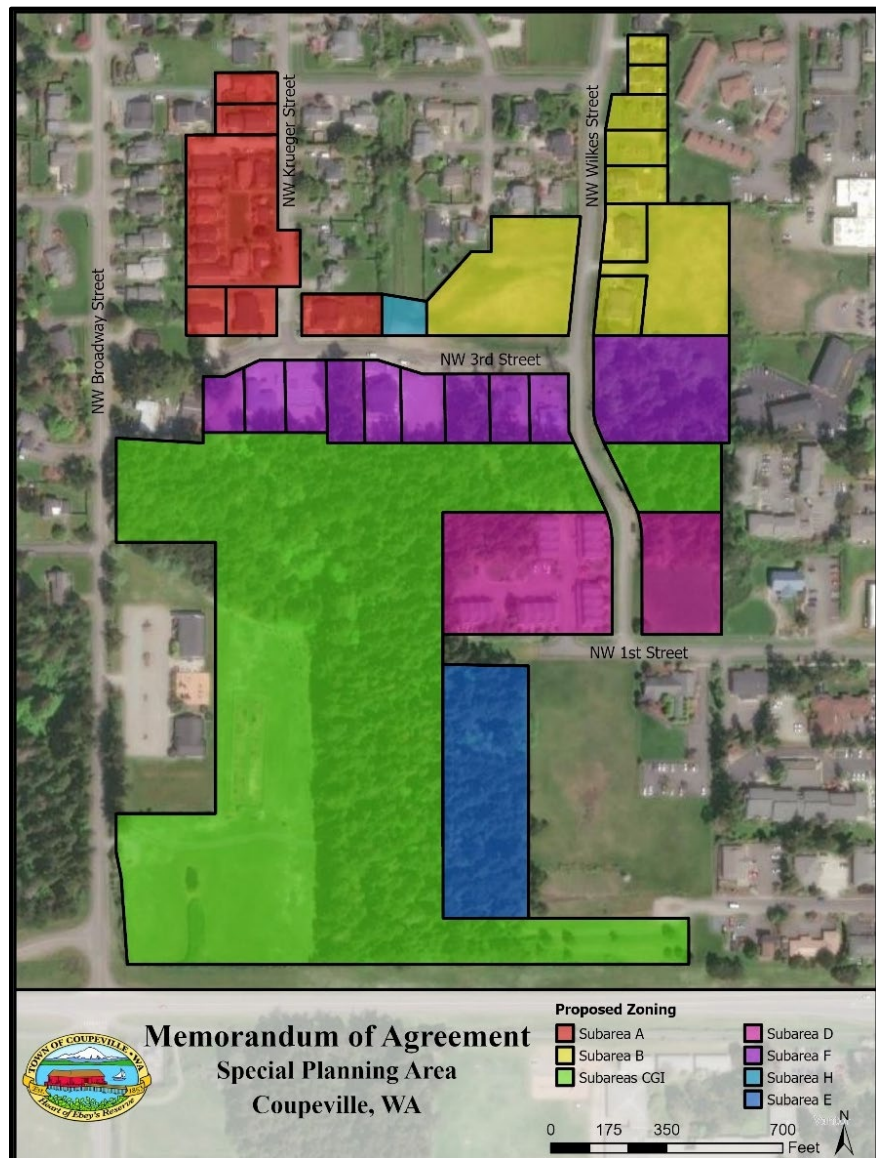 NW Krueger Street
NW Wilkes Street
NW Broadway Street
NW 3rd Street
NW 1st Street
TOWN OF COUPEVILLE • WA
Heart of Ebey's Reserve
Memorandum of Agreement
Special Planning Area
Coupeville, WA
Proposed Zoning
Subarea A
Subarea B
Subareas CGI
Subarea D
Subarea F
Subarea H
Subarea E
0 175 350 700
Feet
N